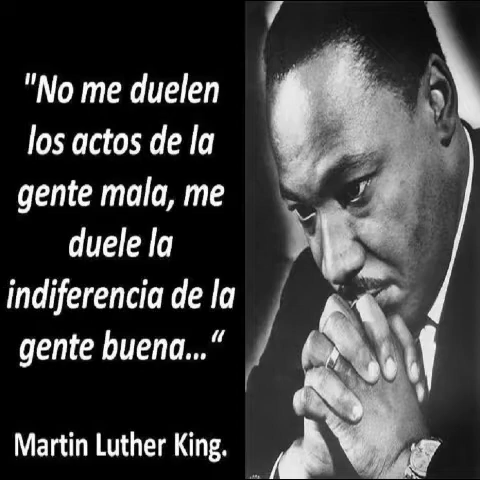 "No me duelen
los actos de la
gente mala, me
duele la
indiferencia de la
gente buena...“
Martin Luther King.